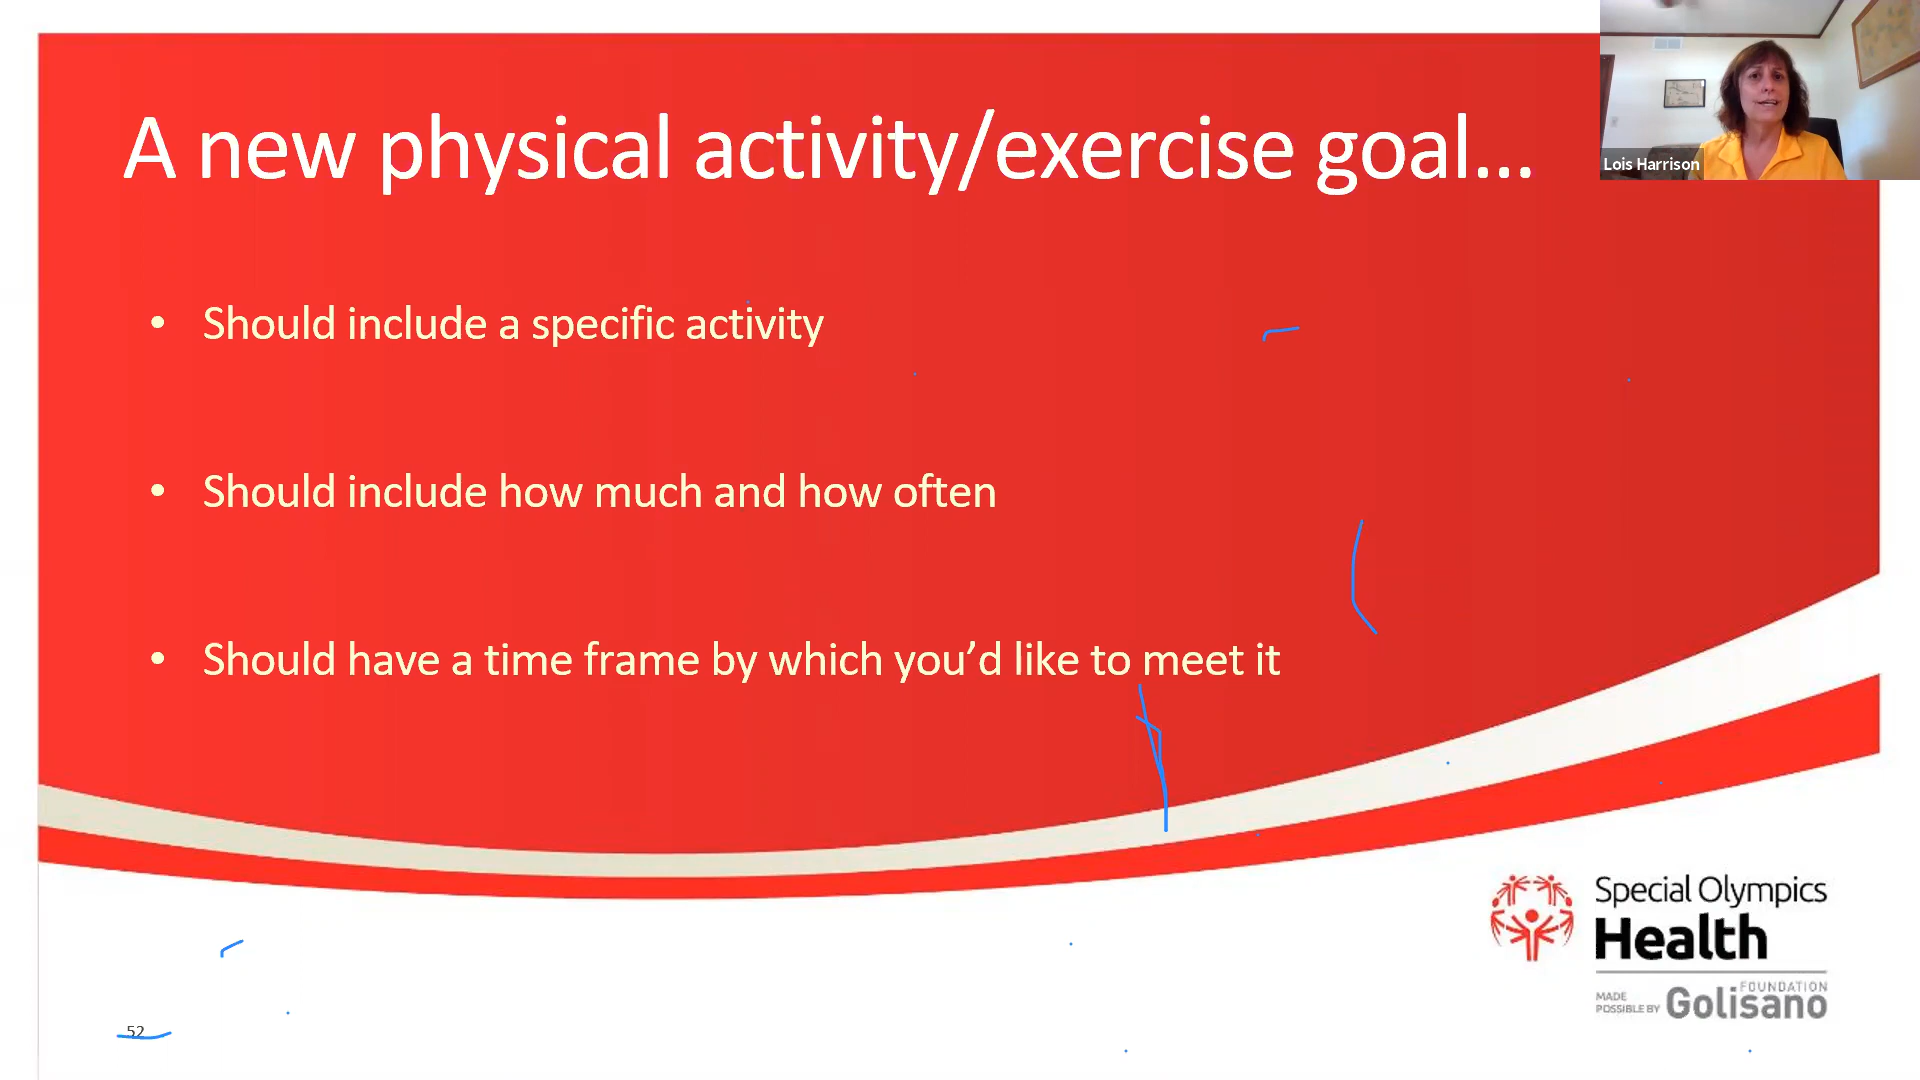 A new physical activity/exercise goal...
Lois Harrison
• Should include a specific activity
• Should include how much and how often
• Should have a time frame by which you’d like to meet it
Special Olympics
Health
MADE
POSSIBLE BY
FOUNDATION
Golisano
52